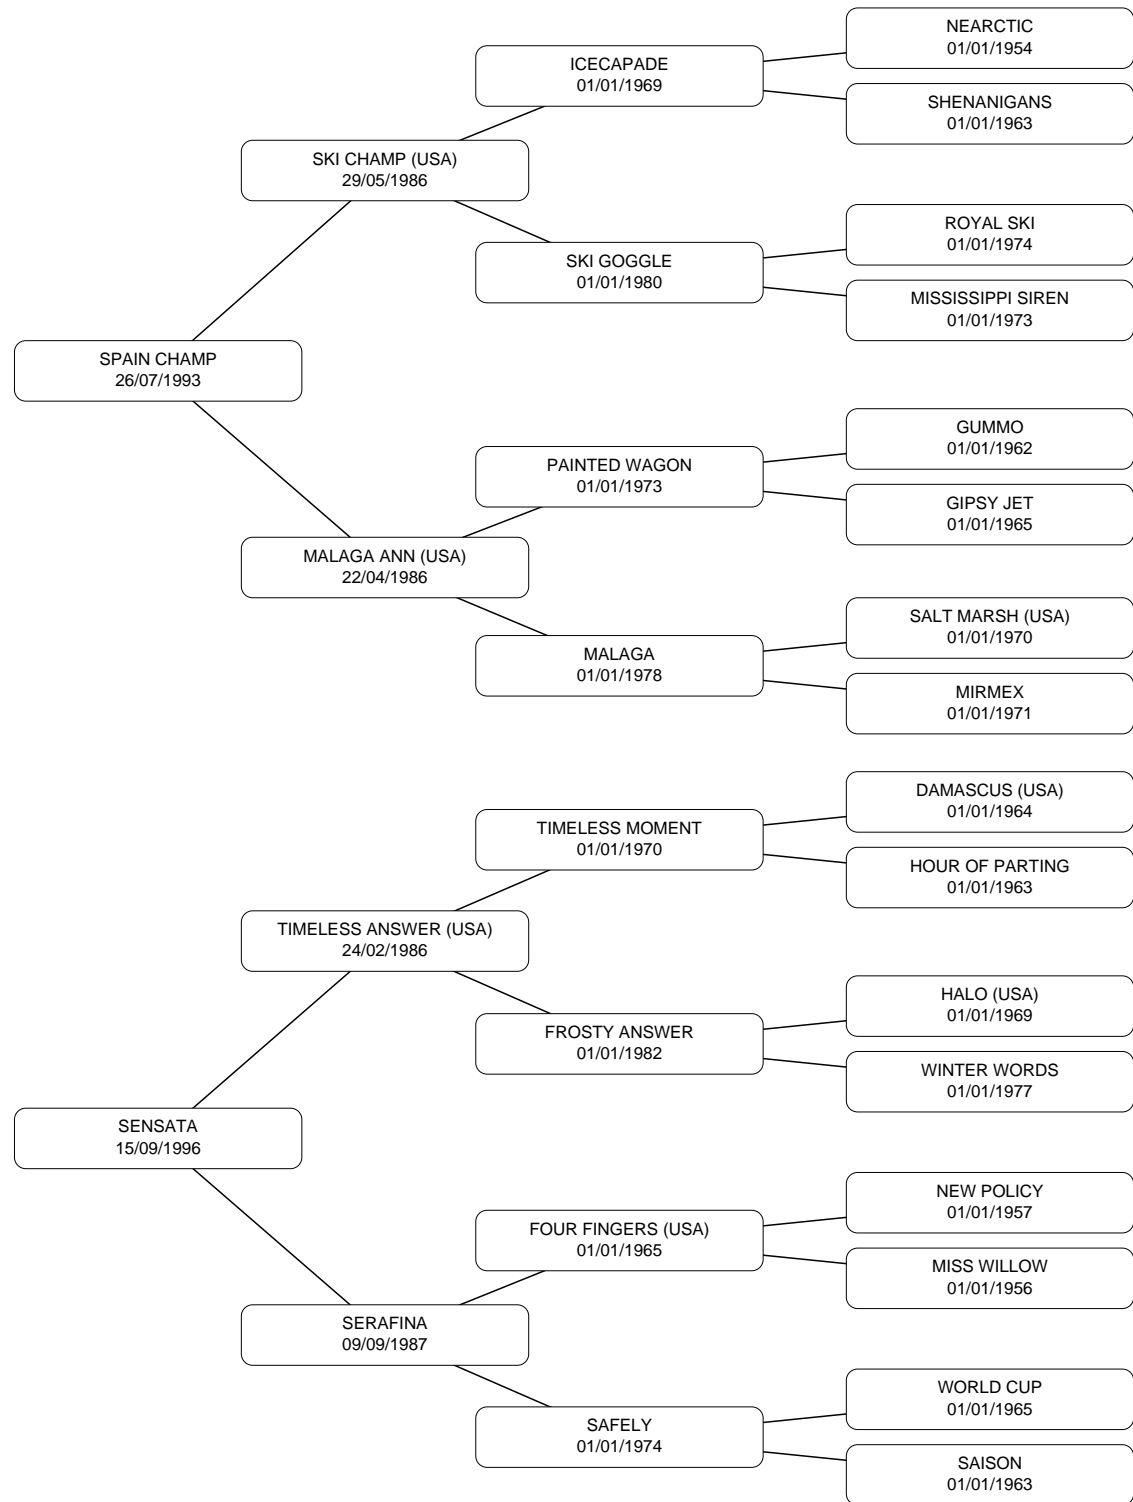 NEARCTIC
01/01/1954
ICECAPADE
01/01/1969
SHENANIGANS
01/01/1963
SKI CHAMP (USA)
29/05/1986
ROYAL SKI
01/01/1974
SKI GOGGLE
01/01/1980
MISSISSIPPI SIREN
01/01/1973
SPAIN CHAMP
26/07/1993
GUMMO
01/01/1962
PAINTED WAGON
01/01/1973
GIPSY JET
01/01/1965
MALAGA ANN (USA)
22/04/1986
SALT MARSH (USA)
01/01/1970
MALAGA
01/01/1978
MIRMEX
01/01/1971
DAMASCUS (USA)
01/01/1964
TIMELESS MOMENT
01/01/1970
HOUR OF PARTING
01/01/1963
TIMELESS ANSWER (USA)
24/02/1986
HALO (USA)
01/01/1969
FROSTY ANSWER
01/01/1982
WINTER WORDS
01/01/1977
SENSATA
15/09/1996
NEW POLICY
01/01/1957
FOUR FINGERS (USA)
01/01/1965
MISS WILLOW
01/01/1956
SERAFINA
09/09/1987
WORLD CUP
01/01/1965
SAFELY
01/01/1974
SAISON
01/01/1963